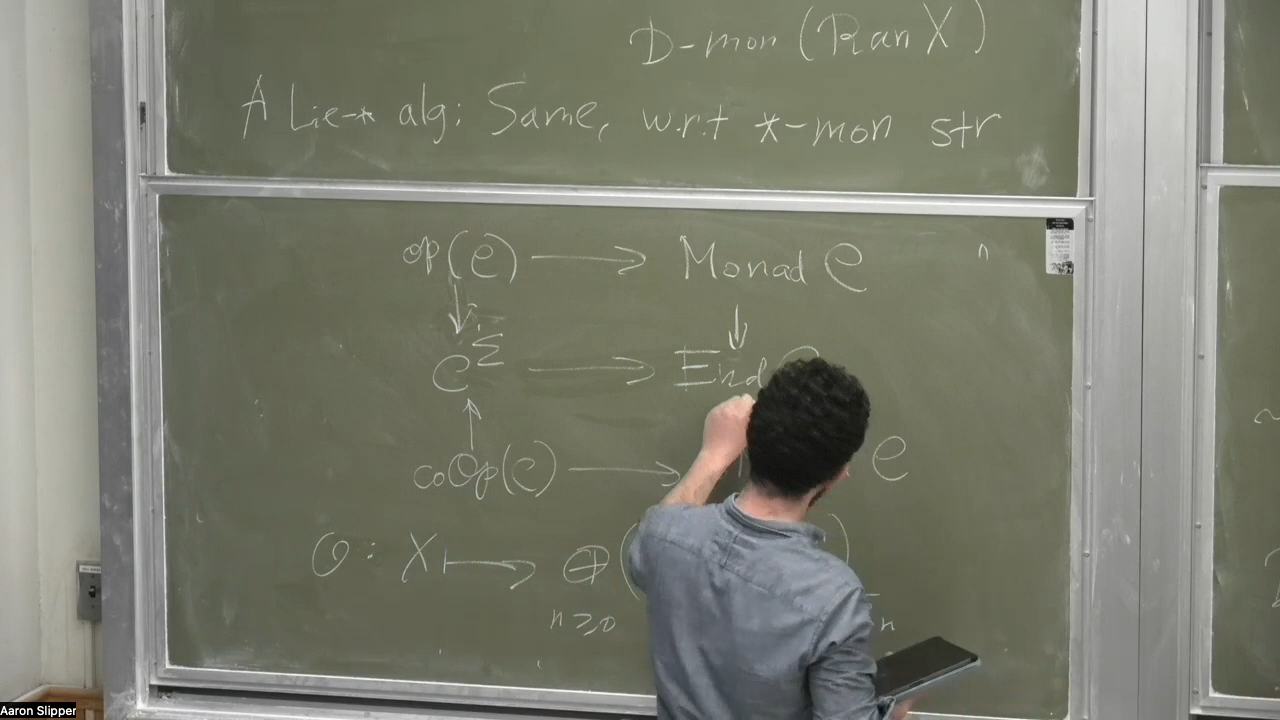 D-mon (Ran X)
A Lie-* alg: Same, w.r.t *-mon str
op(C) → Monad C
↓ ↓
C^Σ → End
↑
coOp(C) → C
O: X ↦ ⊕ ( )
n≥0 n
Aaron Slipper